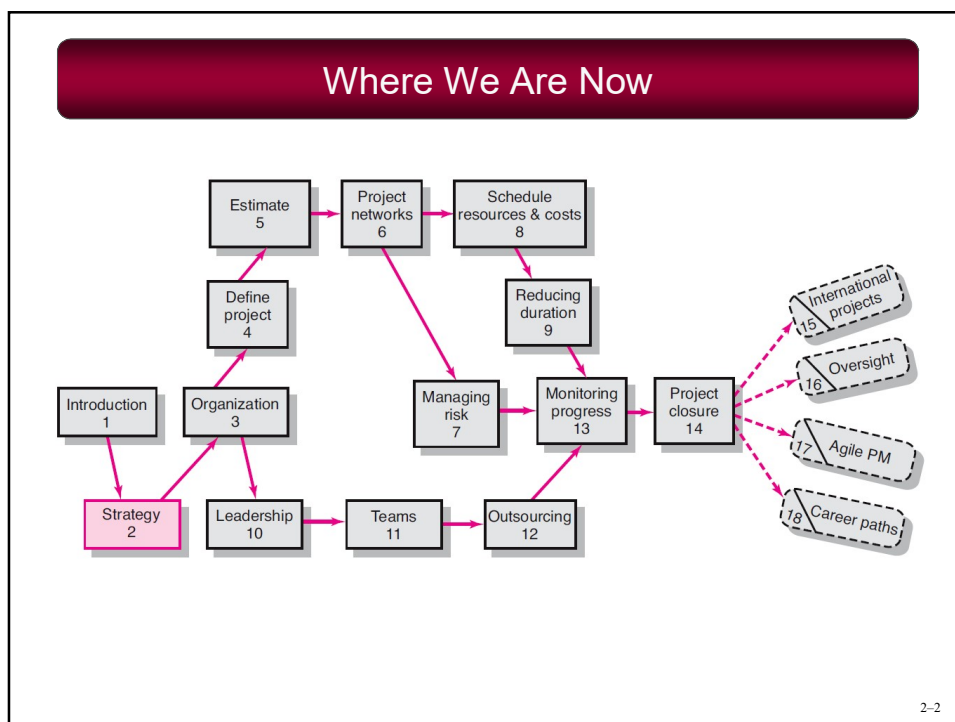 Where We Are Now
Estimate
5
Project
networks
6
Schedule
resources & costs
8
Define
project
4
Reducing
duration
9
International
projects
15
Oversight
16
Introduction
1
Organization
3
Managing
risk
7
Monitoring
progress
13
Project
closure
14
Agile PM
17
Strategy
2
Leadership
10
Teams
11
Outsourcing
12
Career paths
18
2–2